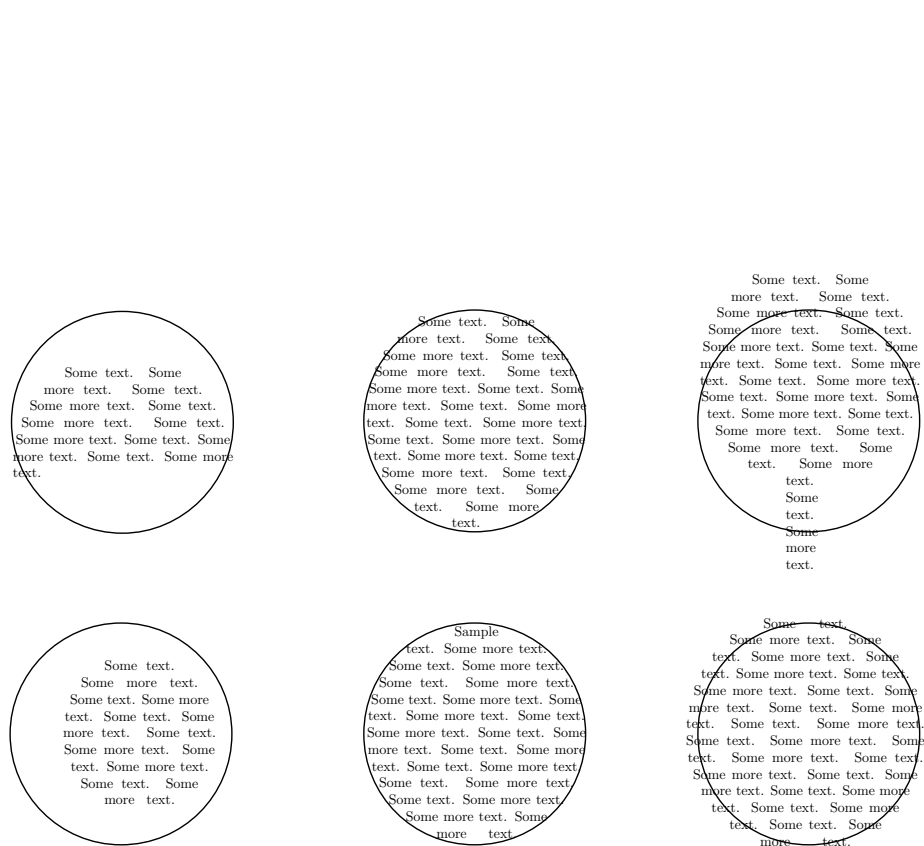 Some text. Some
more text. Some text.
Some more text. Some text.
Some more text. Some text.
Some more text. Some text. Some
more text. Some text. Some more
text.
Some text. Some
more text. Some text.
Some more text. Some text.
Some more text. Some text.
Some more text. Some text. Some
more text. Some text. Some more
text. Some text. Some more text.
Some text. Some more text. Some
text. Some more text. Some text.
Some more text. Some text.
Some more text. Some
text. Some more
text.
Some text. Some
more text. Some text.
Some more text. Some text.
Some more text. Some text.
Some more text. Some text. Some
more text. Some text. Some more
text. Some text. Some more text.
Some text. Some more text. Some
text. Some more text. Some text.
Some more text. Some text.
Some more text. Some
text. Some more
text.
Some
text.
Some
more
text.
Some text.
Some more text.
Some text. Some more
text. Some text. Some
more text. Some text.
Some more text. Some
text. Some more text.
Some text. Some
more text.
Sample
text. Some more text.
Some text. Some more text.
Some text. Some more text.
Some text. Some more text. Some
text. Some more text. Some text.
Some more text. Some text. Some
more text. Some text. Some more
text. Some text. Some more text.
Some text. Some more text.
Some text. Some more text.
Some more text. Some
more text.
Some text.
Some more text. Some
text. Some more text. Some
text. Some more text. Some text.
Some more text. Some text. Some
more text. Some text. Some more
text. Some text. Some more text.
Some text. Some more text. Some
text. Some more text. Some text.
Some more text. Some text. Some
more text. Some text. Some more
text. Some text. Some more
text. Some text. Some
more text.